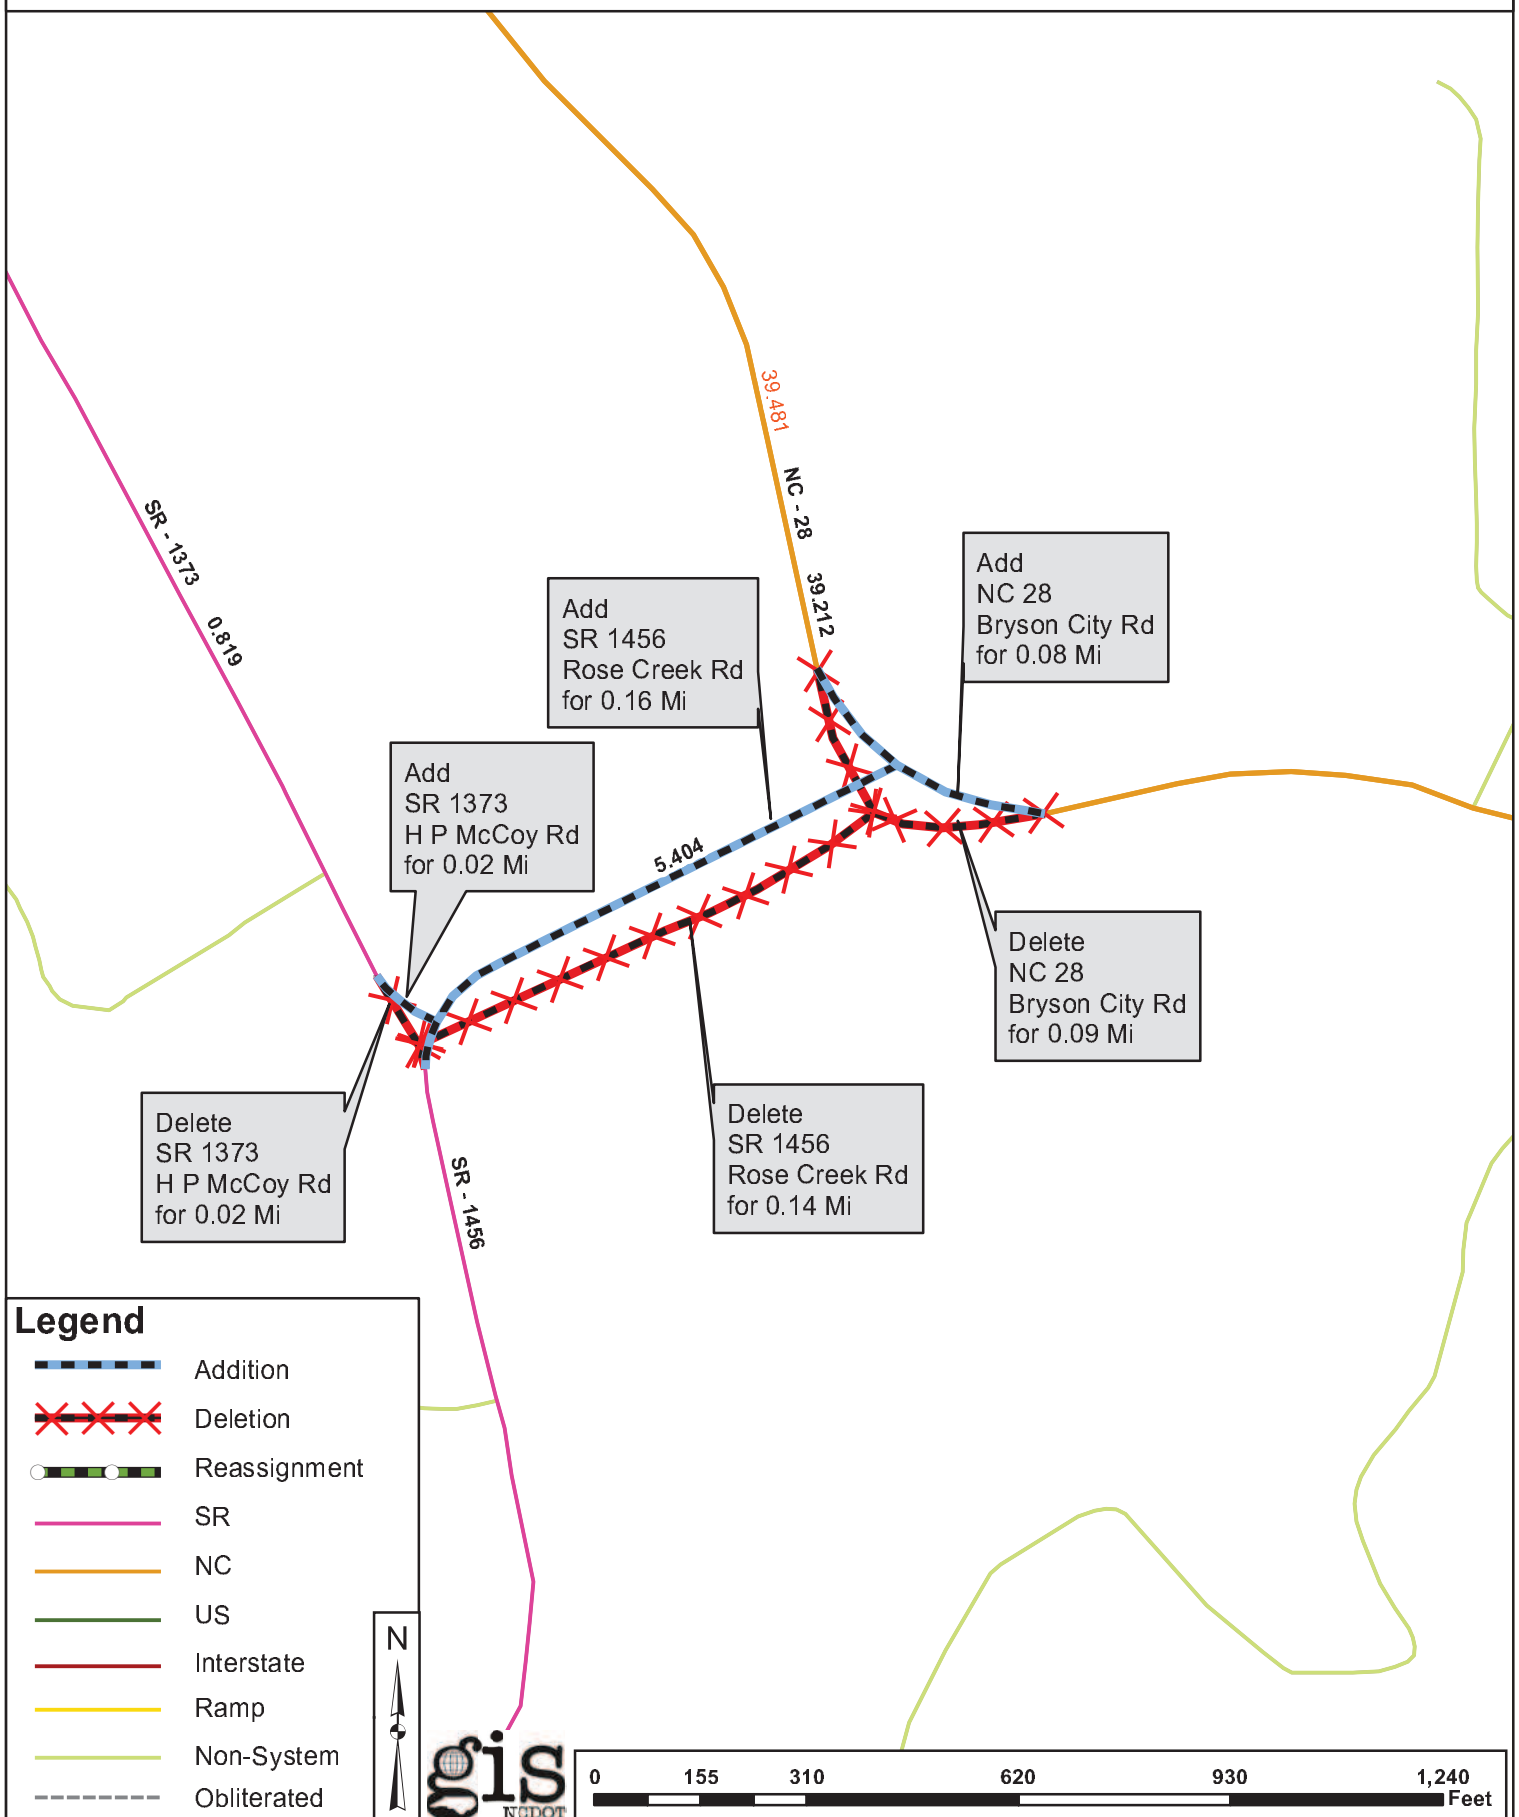 39.481
NC - 28
39.212
SR - 1373
0.819
Add
NC 28
Bryson City Rd
for 0.08 Mi
Add
SR 1456
Rose Creek Rd
for 0.16 Mi
Add
SR 1373
H P McCoy Rd
for 0.02 Mi
5.404
Delete
NC 28
Bryson City Rd
for 0.09 Mi
Delete
SR 1456
Rose Creek Rd
for 0.14 Mi
Delete
SR 1373
H P McCoy Rd
for 0.02 Mi
SR - 1456
Legend
Addition
Deletion
Reassignment
SR
NC
US
Interstate
Ramp
Non-System
Obliterated
N
gis
NCDOT
0 155 310 620 930 1,240
Feet